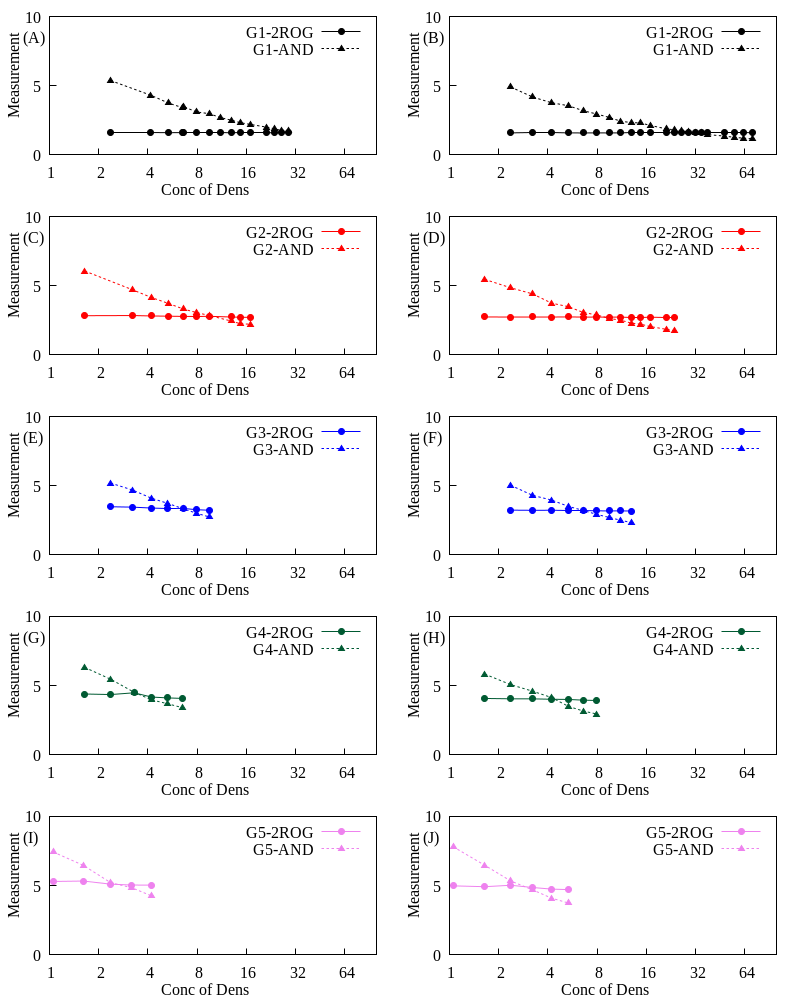 10
5
0
Measurement
(A)
G1-2ROG
G1-AND
1 2 4 8 16 32 64
Conc of Dens
10
5
0
Measurement
(B)
G1-2ROG
G1-AND
1 2 4 8 16 32 64
Conc of Dens
10
5
0
Measurement
(C)
G2-2ROG
G2-AND
1 2 4 8 16 32 64
Conc of Dens
10
5
0
Measurement
(D)
G2-2ROG
G2-AND
1 2 4 8 16 32 64
Conc of Dens
10
5
0
Measurement
(E)
G3-2ROG
G3-AND
1 2 4 8 16 32 64
Conc of Dens
10
5
0
Measurement
(F)
G3-2ROG
G3-AND
1 2 4 8 16 32 64
Conc of Dens
10
5
0
Measurement
(G)
G4-2ROG
G4-AND
1 2 4 8 16 32 64
Conc of Dens
10
5
0
Measurement
(H)
G4-2ROG
G4-AND
1 2 4 8 16 32 64
Conc of Dens
10
5
0
Measurement
(I)
G5-2ROG
G5-AND
1 2 4 8 16 32 64
Conc of Dens
10
5
0
Measurement
(J)
G5-2ROG
G5-AND
1 2 4 8 16 32 64
Conc of Dens